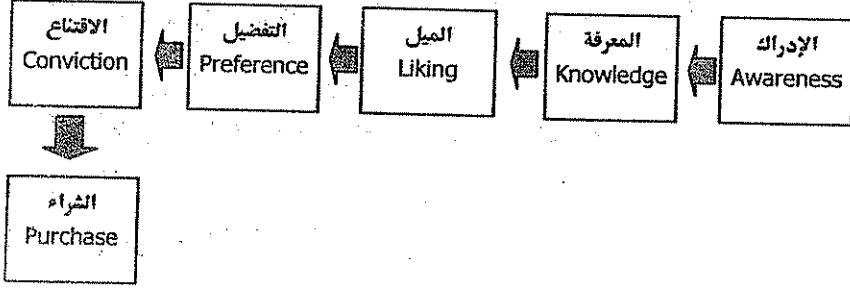 الإدراك
Awareness
المعرفة
Knowledge
الميل
Liking
التفضيل
Preference
الاقتناع
Conviction
الشراء
Purchase